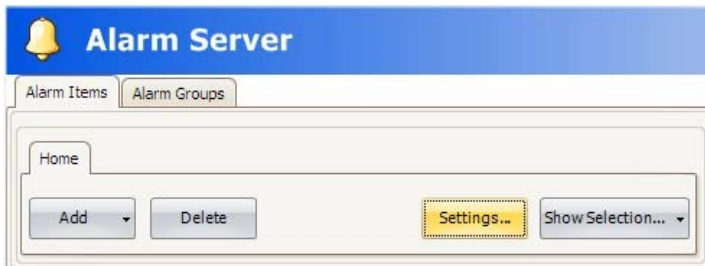 Alarm Server
Alarm Items Alarm Groups
Home
Add Delete Settings... Show Selection...